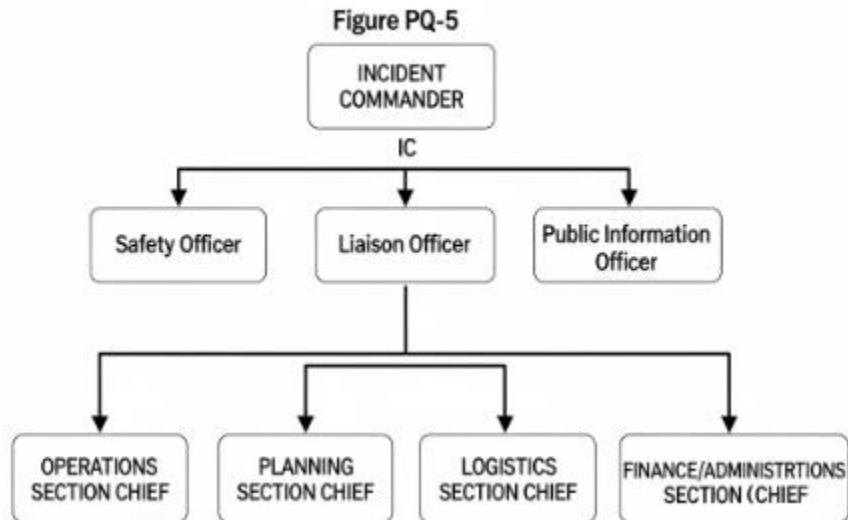 Figure PQ-5
INCIDENT
COMMANDER
IC
Safety Officer
Liaison Officer
Public Information
Officer
OPERATIONS
SECTION CHIEF
PLANNING
SECTION CHIEF
LOGISTICS
SECTION CHIEF
FINANCE/ADMINISTRTIONS
SECTION (CHIEF